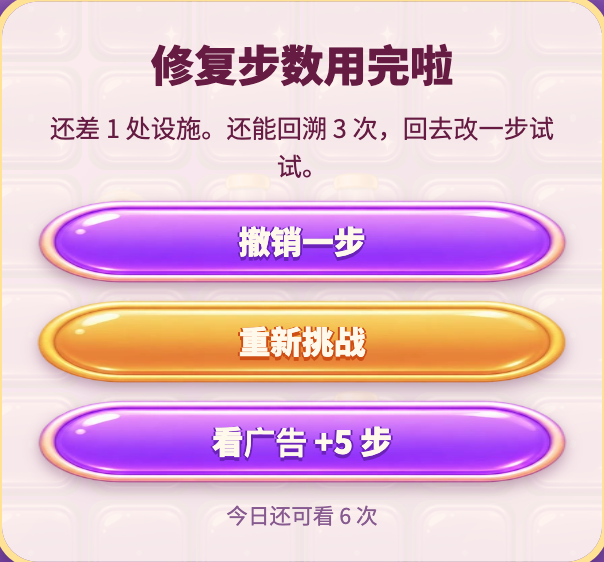 修复步数用完啦
还差 1 处设施。还能回溯 3 次，回去改一步试
试。
撤销一步
重新挑战
看广告 +5 步
今日还可看 6 次